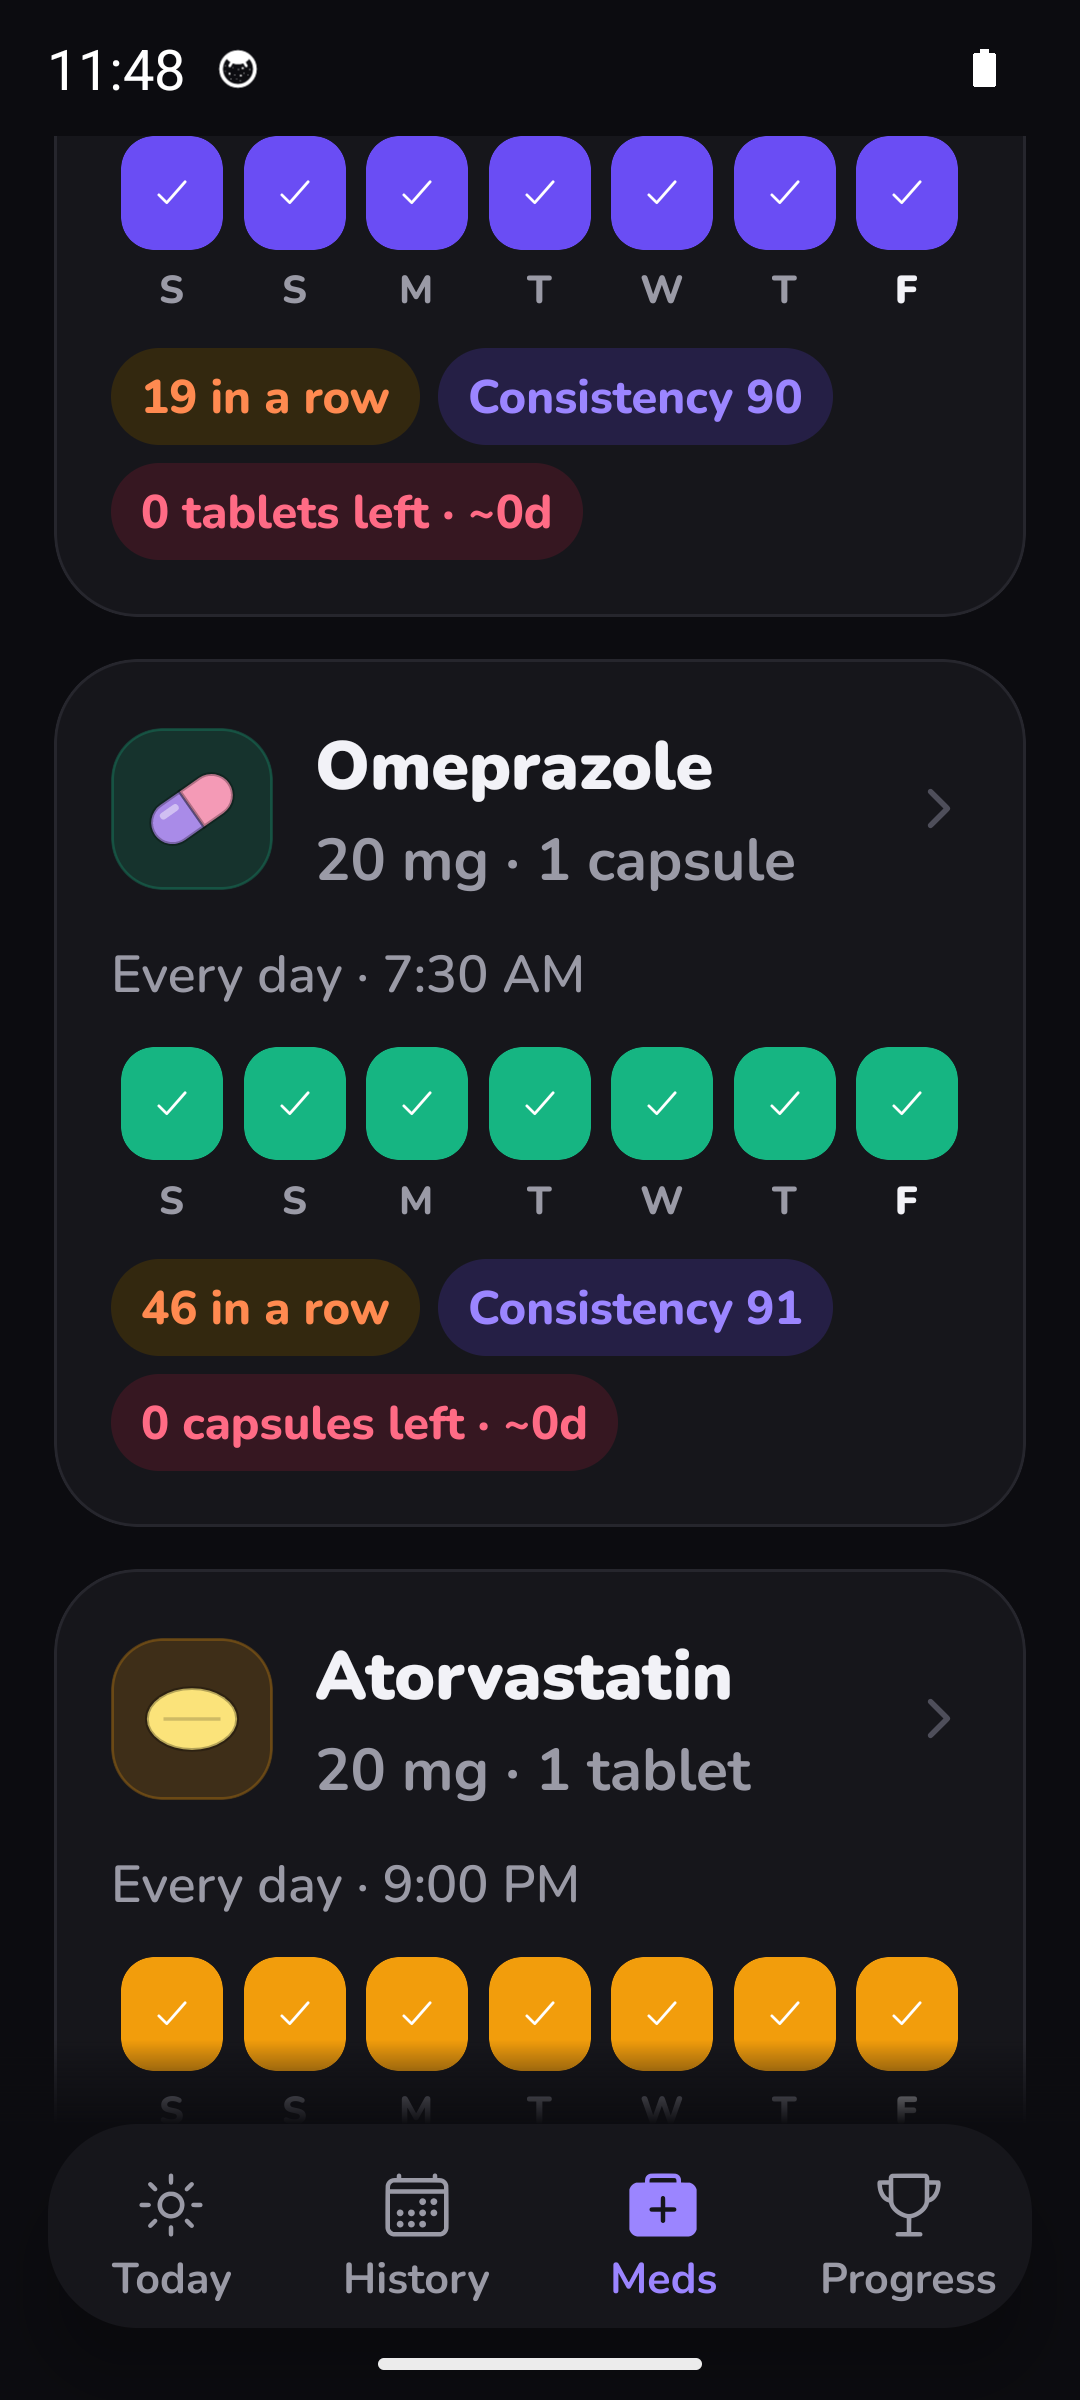 11:48
S S M T W T F
19 in a row Consistency 90
0 tablets left · ~0d
Omeprazole
20 mg · 1 capsule
Every day · 7:30 AM
S S M T W T F
46 in a row Consistency 91
0 capsules left · ~0d
Atorvastatin
20 mg · 1 tablet
Every day · 9:00 PM
S S M T W T F
Today History Meds Progress